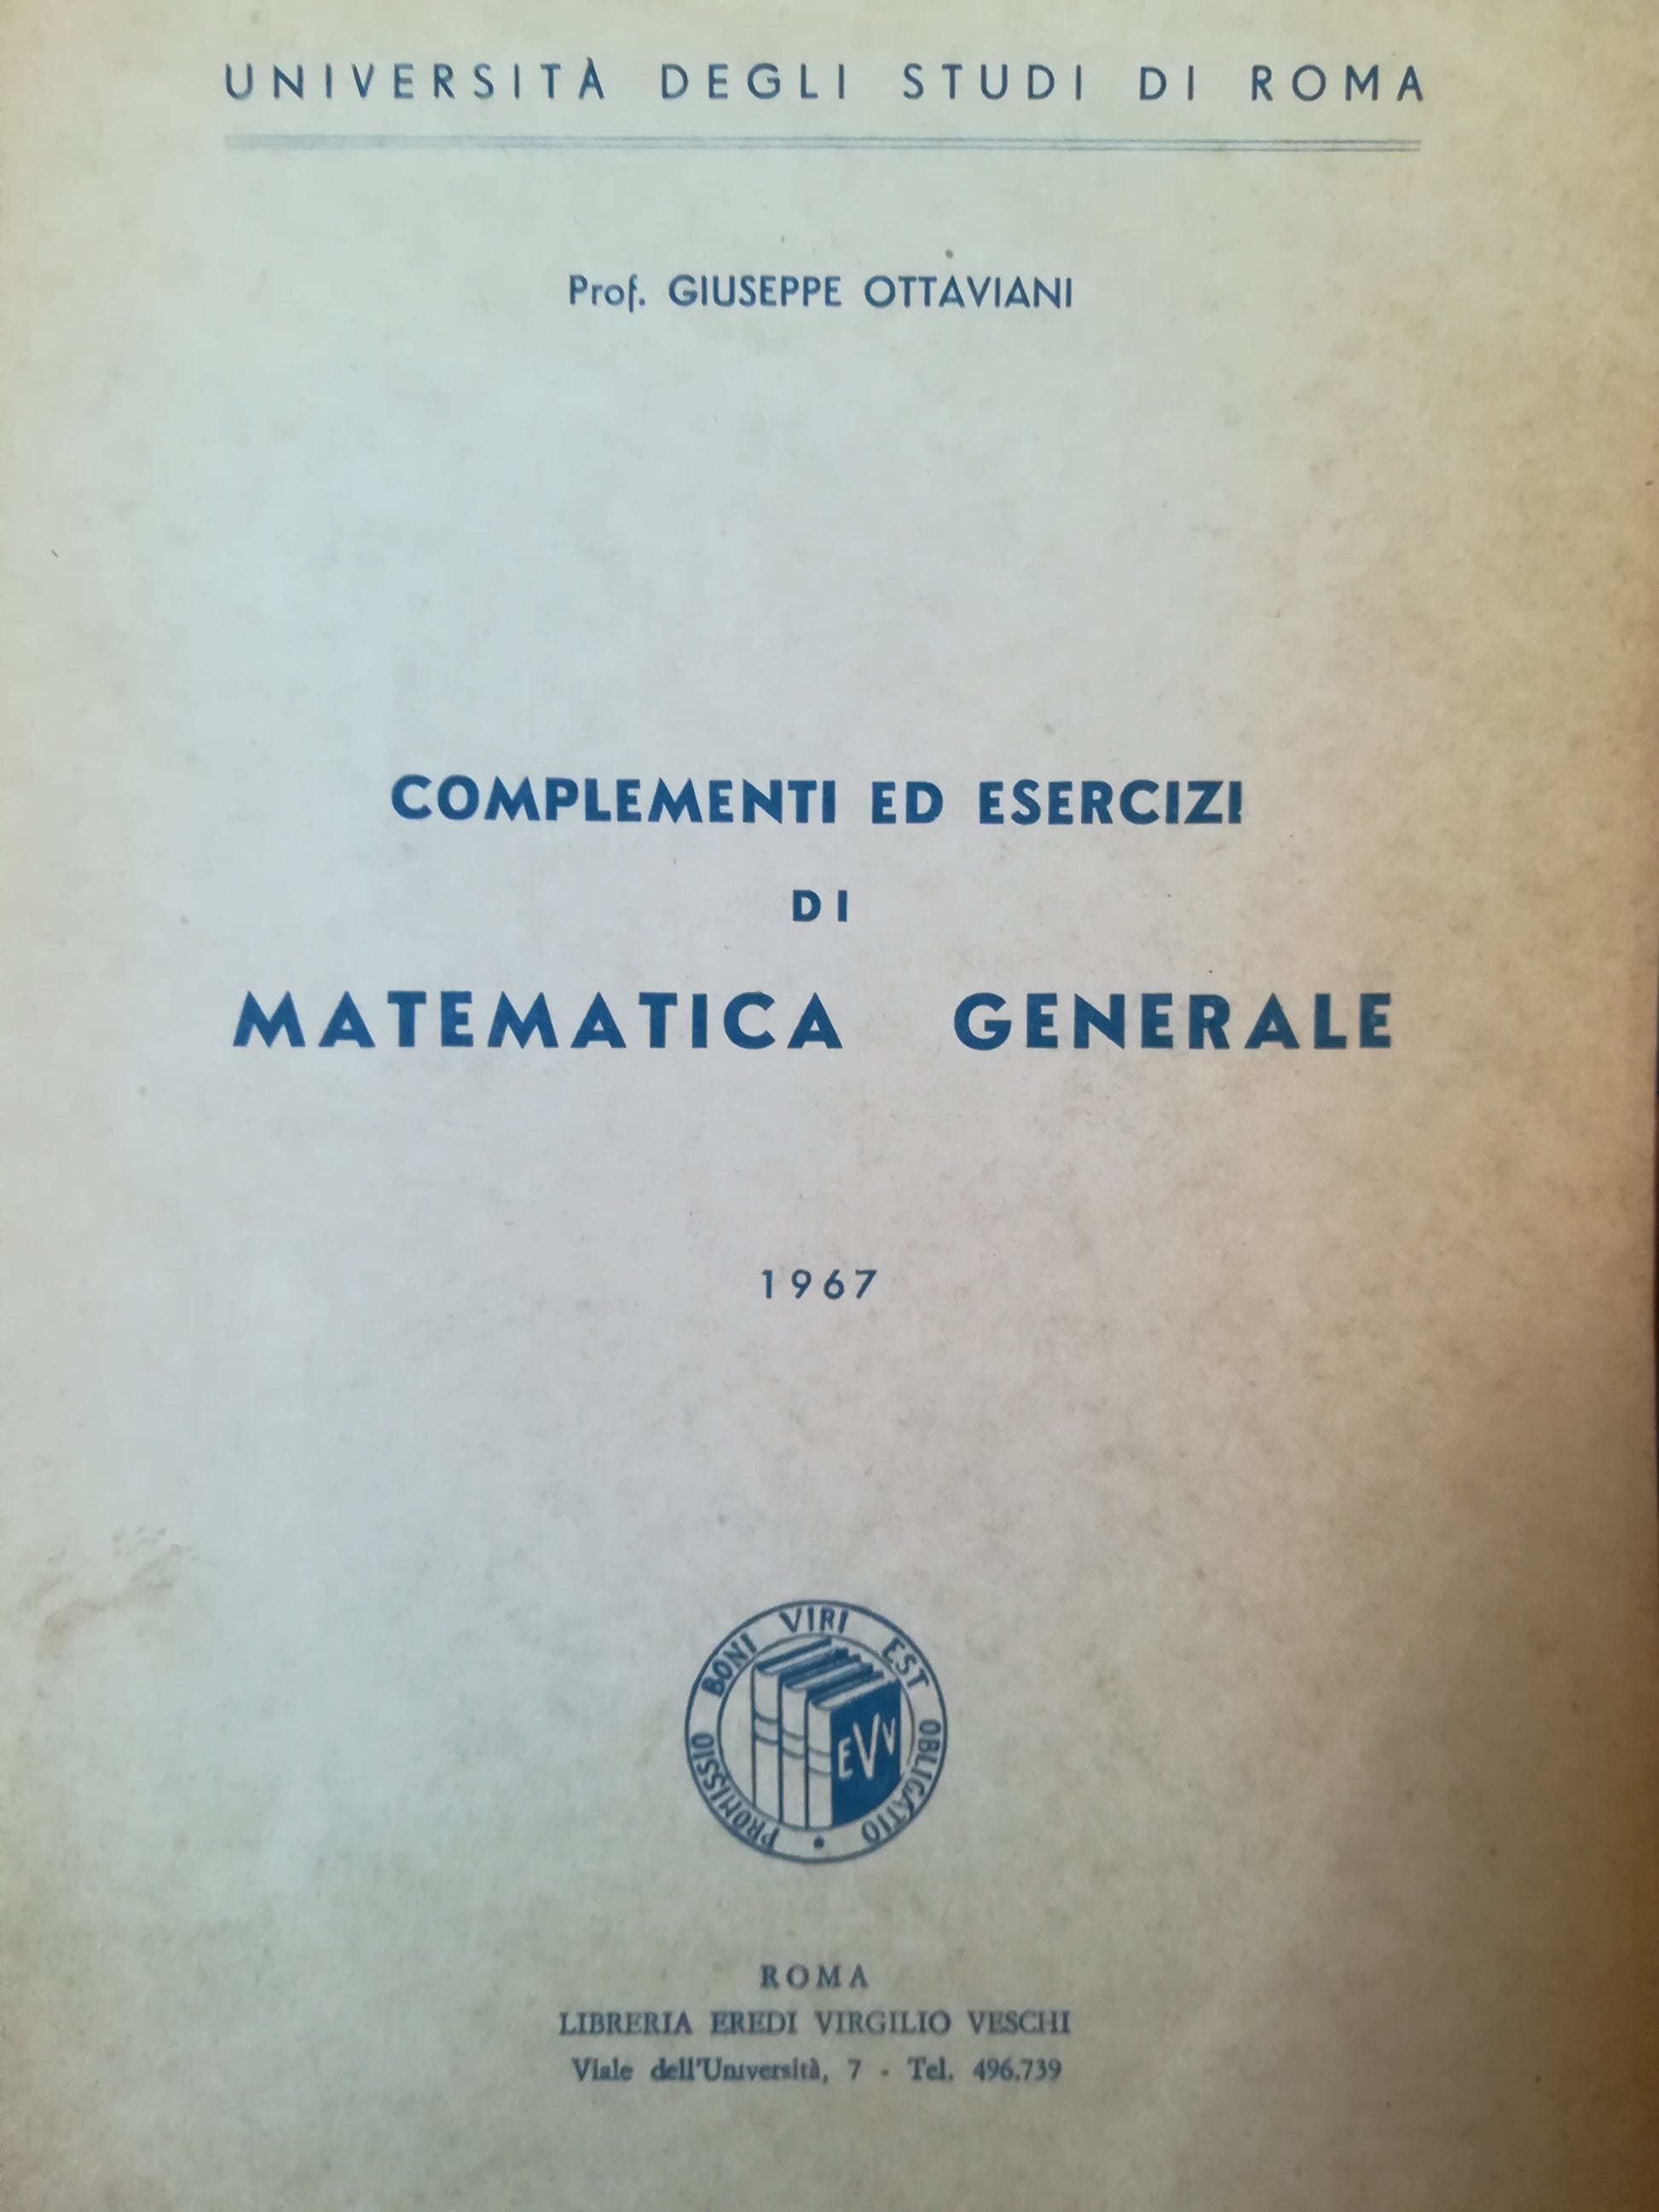 UNIVERSITÀ DEGLI STUDI DI ROMA
Prof. GIUSEPPE OTTAVIANI
COMPLEMENTI ED ESERCIZI
DI
MATEMATICA GENERALE
1967
PROMISSIO BONI VIRI EST OBLIGATIO
EVV
ROMA
LIBRERIA EREDI VIRGILIO VESCHI
Viale dell'Università, 7 - Tel. 496.739